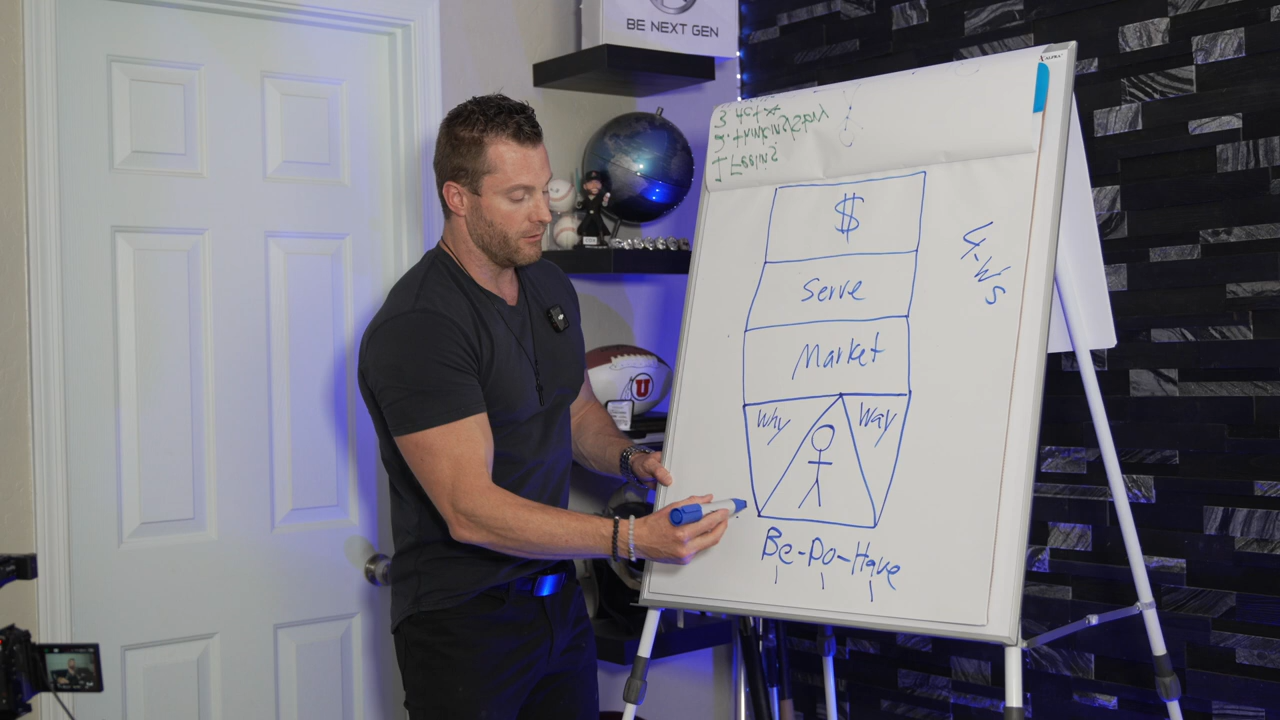 BE NEXT GEN
$
Serve
Market
Why
Way
4-W's
Be-Do-Have
U